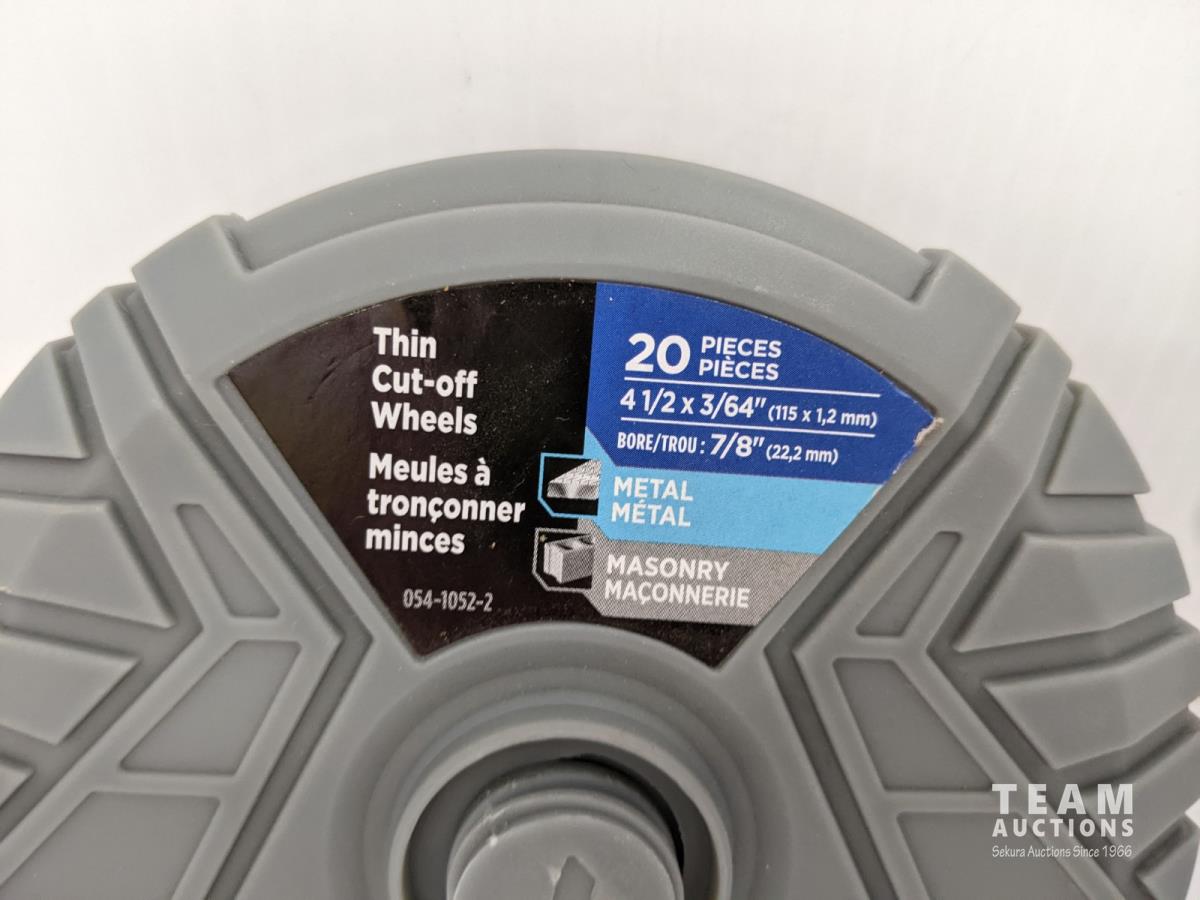 Thin
Cut-off
Wheels
Meules à
tronçonner
minces
054-1052-2
20 PIECES
PIÈCES
4 1/2 x 3/64" (115 x 1,2 mm)
BORE/TROU : 7/8" (22,2 mm)
METAL
MÉTAL
MASONRY
MAÇONNERIE
TEAM
AUCTIONS
Sekura Auctions Since 1966